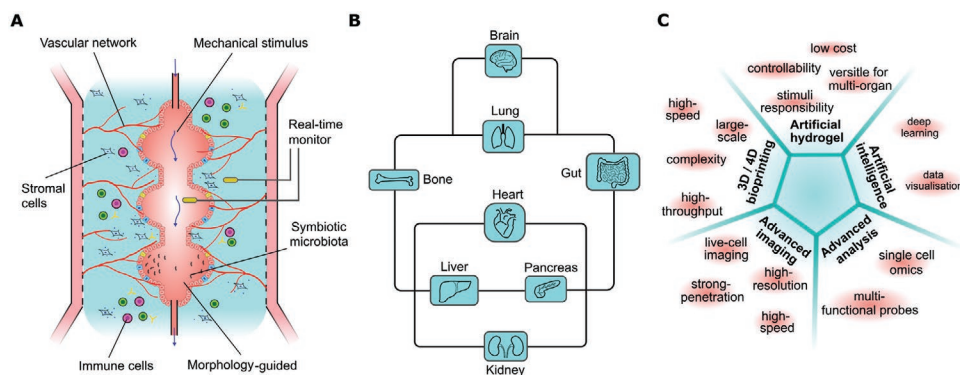 A
Vascular network
Mechanical stimulus
Real-time
monitor
Stromal
cells
Symbiotic
microbiota
Immune cells
Morphology-guided
B
Brain
Lung
Bone
Gut
Heart
Liver
Pancreas
Kidney
C
low cost
controllability
versitle for
multi-organ
stimuli
responsibility
high-
speed
large-
scale
complexity
high-
throughput
Artificial
hydrogel
3D / 4D
bioprinting
Artificial
intelligence
deep
learning
data
visualisation
Advanced
imaging
Advanced
analysis
live-cell
imaging
strong-
penetration
high-
resolution
high-
speed
single cell
omics
multi-
functional probes